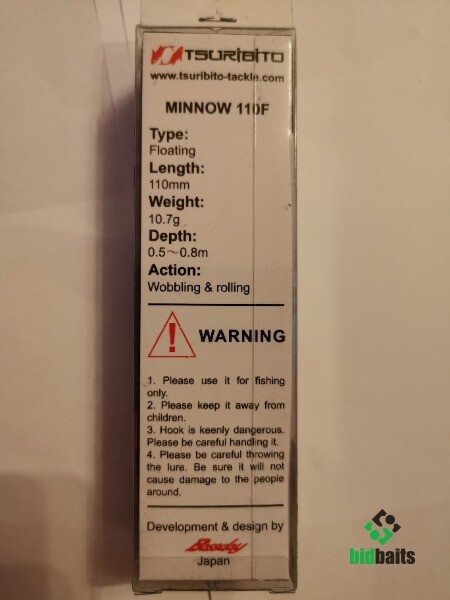 TSURIBITO
www.tsuribito-tackle.com
MINNOW 110F
Type:
Floating
Length:
110mm
Weight:
10.7g
Depth:
0.5~0.8m
Action:
Wobbling & rolling
WARNING
1. Please use it for fishing
only.
2. Please keep it away from
children.
3. Hook is keenly dangerous.
Please be careful handling it.
4. Please be careful throwing
the lure. Be sure it will not
cause damage to the people
around.
Development & design by
Japan
bidbaits